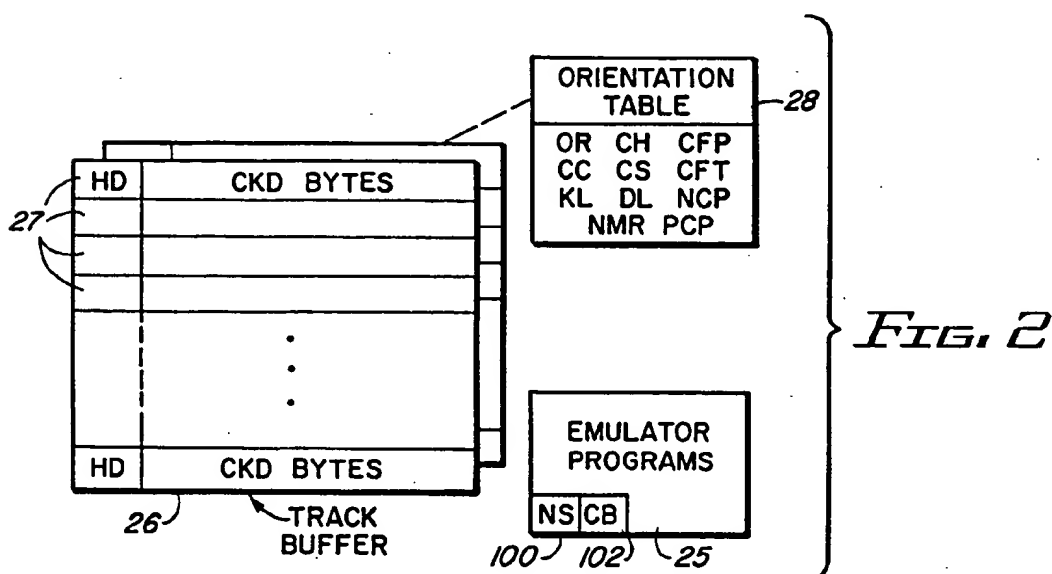 ORIENTATION
TABLE
28
OR CH CFP
CC CS CFT
KL DL NCP
NMR PCP
HD CKD BYTES
27
HD CKD BYTES
26
TRACK
BUFFER
EMULATOR
PROGRAMS
NS CB
100 102 25
FIG. 2